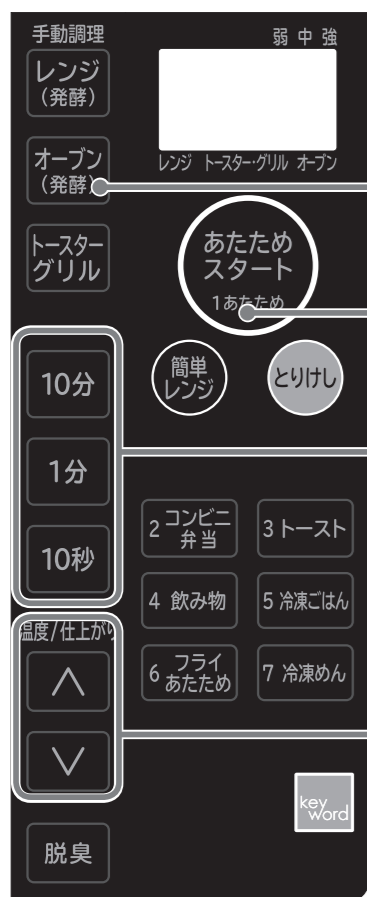 手動調理
弱 中 強
レンジ
(発酵)
オーブン
(発酵)
レンジ トースター・グリル オーブン
トースター
グリル
あたため
スタート
1あたため
簡単
レンジ
とりけし
10分
1分
10秒
2 コンビニ
弁当
3 トースト
4 飲み物
5 冷凍ごはん
6 フライ
あたため
7 冷凍めん
温度/仕上がり
脱臭
key
word